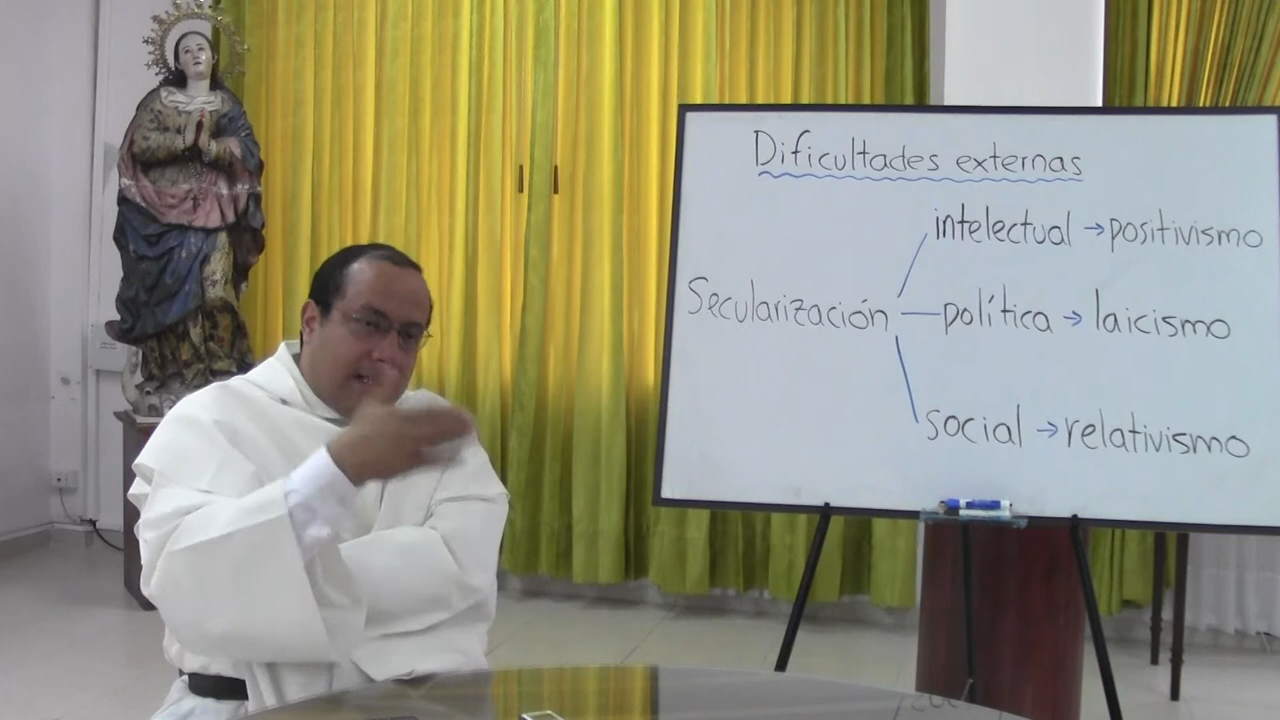 Dificultades externas
intelectual → positivismo
Secularización — política → laicismo
social → relativismo